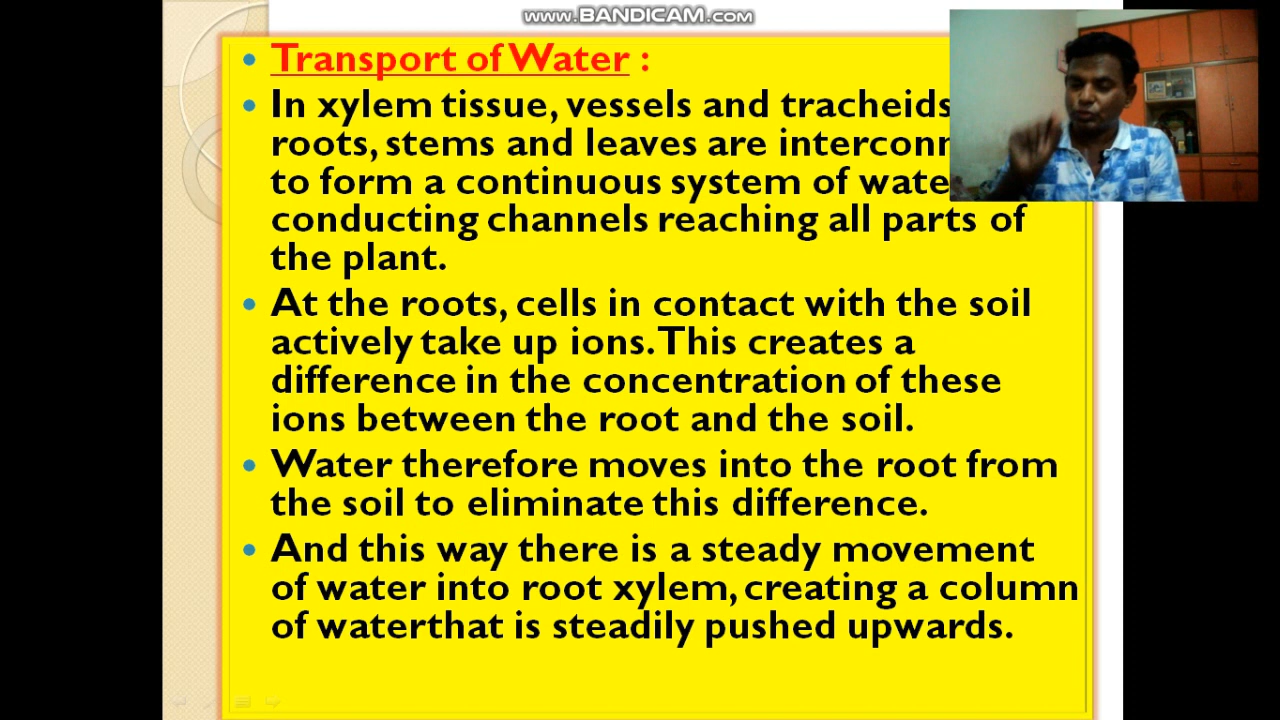 www.BANDICAM.com
Transport of Water :
In xylem tissue, vessels and tracheids
roots, stems and leaves are
to form a continuous system of
conducting channels reaching all parts of
the plant.
At the roots, cells in contact with the soil
actively take up ions. This creates a
difference in the concentration of these
ions between the root and the soil.
Water therefore moves into the root from
the soil to eliminate this difference.
And this way there is a steady movement
of water into root xylem, creating a column
of waterthat is steadily pushed upwards.